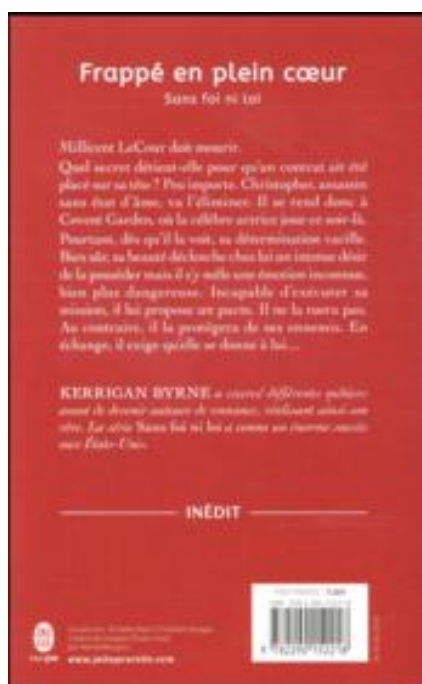 Frappé en plein cœur
Sans foi ni loi
Millicent LeCour doit mourir.
Quel secret détient-elle pour qu'un contrat ait été
placé sur sa tête ? Peu importe. Christopher, assassin
sans état d'âme, va l'éliminer. Il se rend donc à
Covent Garden, où la célèbre actrice joue ce soir-là.
Pourtant, dès qu'il la voit, sa détermination vacille.
Bien sûr, sa beauté déclenche chez lui un intense désir
de la posséder mais il s'y mêle une émotion inconnue,
bien plus dangereuse. Incapable d'exécuter sa
mission, il lui propose un pacte. Il ne la tuera pas.
Au contraire, il la protégera de ses ennemis. En
échange, il exige qu'elle se donne à lui...
KERRIGAN BYRNE a exercé différents métiers
avant de devenir auteure de romance, réalisant ainsi son
rêve. La série Sans foi ni loi a connu un énorme succès
aux États-Unis.
INÉDIT